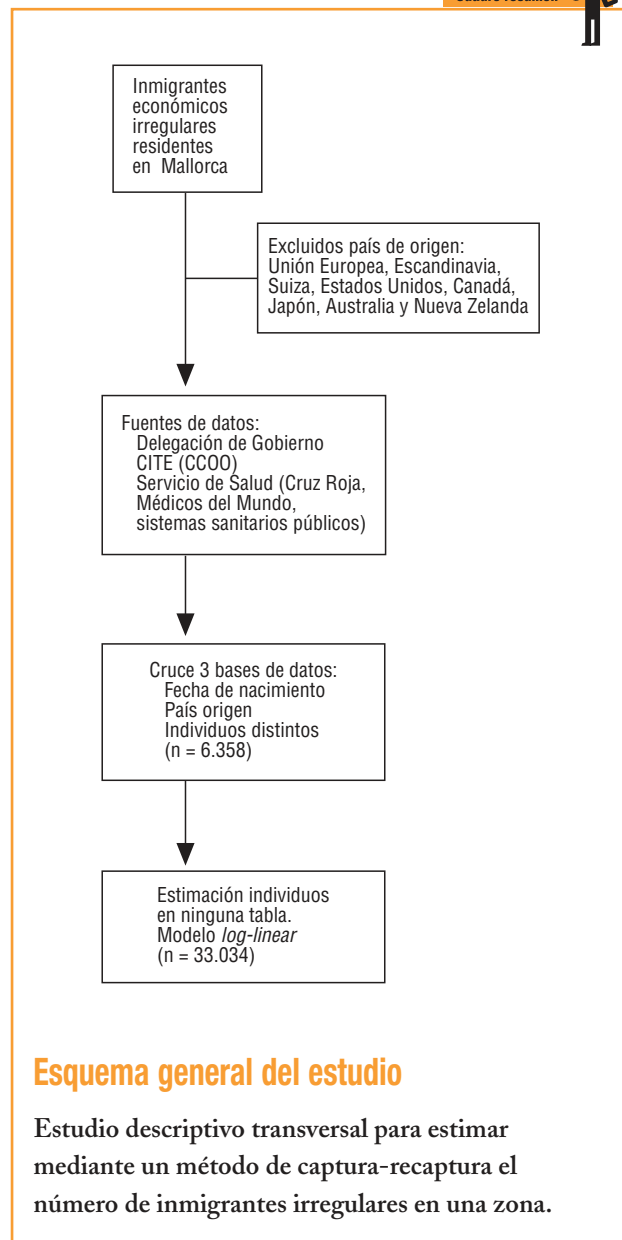 Inmigrantes
económicos
irregulares
residentes
en Mallorca
Excluidos país de origen:
Unión Europea, Escandinavia,
Suiza, Estados Unidos, Canadá,
Japón, Australia y Nueva Zelanda
Fuentes de datos:
Delegación de Gobierno
CITE (CCOO)
Servicio de Salud (Cruz Roja,
Médicos del Mundo,
sistemas sanitarios públicos)
Cruce 3 bases de datos:
Fecha de nacimiento
País origen
Individuos distintos
(n = 6.358)
Estimación individuos
en ninguna tabla.
Modelo log-linear
(n = 33.034)
Esquema general del estudio
Estudio descriptivo transversal para estimar
mediante un método de captura-recaptura el
número de inmigrantes irregulares en una zona.